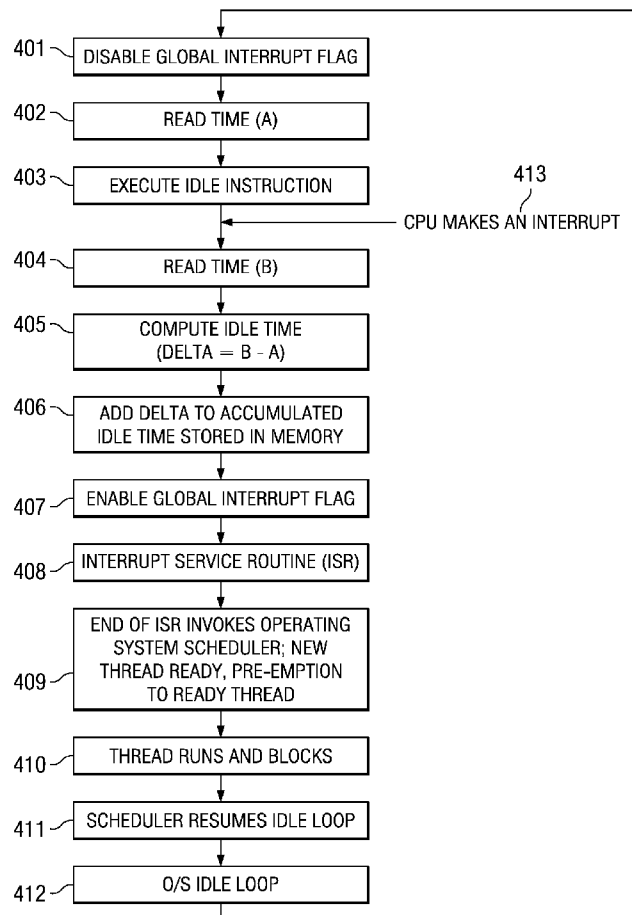 401
DISABLE GLOBAL INTERRUPT FLAG
402
READ TIME (A)
403
EXECUTE IDLE INSTRUCTION
413
CPU MAKES AN INTERRUPT
404
READ TIME (B)
405
COMPUTE IDLE TIME
(DELTA = B - A)
406
ADD DELTA TO ACCUMULATED
IDLE TIME STORED IN MEMORY
407
ENABLE GLOBAL INTERRUPT FLAG
408
INTERRUPT SERVICE ROUTINE (ISR)
409
END OF ISR INVOKES OPERATING
SYSTEM SCHEDULER; NEW
THREAD READY, PRE-EMPTION
TO READY THREAD
410
THREAD RUNS AND BLOCKS
411
SCHEDULER RESUMES IDLE LOOP
412
O/S IDLE LOOP